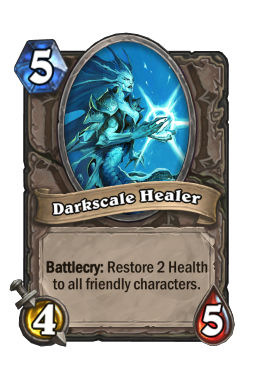 5
Darkscale Healer
Battlecry: Restore 2 Health
to all friendly characters.
4
5